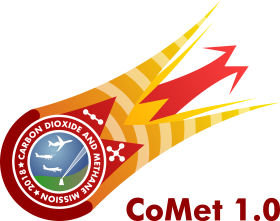 CARBON DIOXIDE AND METHANE MISSION • 2018 •
CoMet 1.0